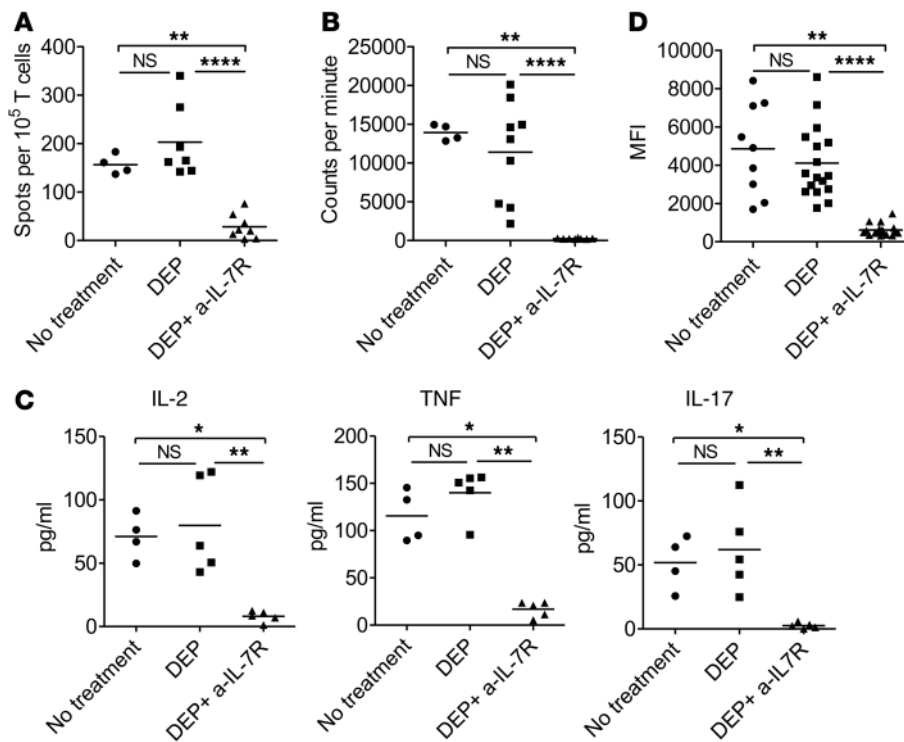 A
Spots per 10⁵ T cells
400
300
200
100
0
**
NS
****
No treatment
DEP
DEP+ a-IL-7R
B
Counts per minute
25000
20000
15000
10000
5000
0
**
NS
****
No treatment
DEP
DEP+ a-IL-7R
D
MFI
10000
8000
6000
4000
2000
0
**
NS
****
No treatment
DEP
DEP+ a-IL-7R
C
IL-2
pg/ml
150
100
50
0
*
NS
**
No treatment
DEP
DEP+ a-IL-7R
TNF
pg/ml
200
150
100
50
0
*
NS
**
No treatment
DEP
DEP+ a-IL-7R
IL-17
pg/ml
150
100
50
0
*
NS
**
No treatment
DEP
DEP+ a-IL7R